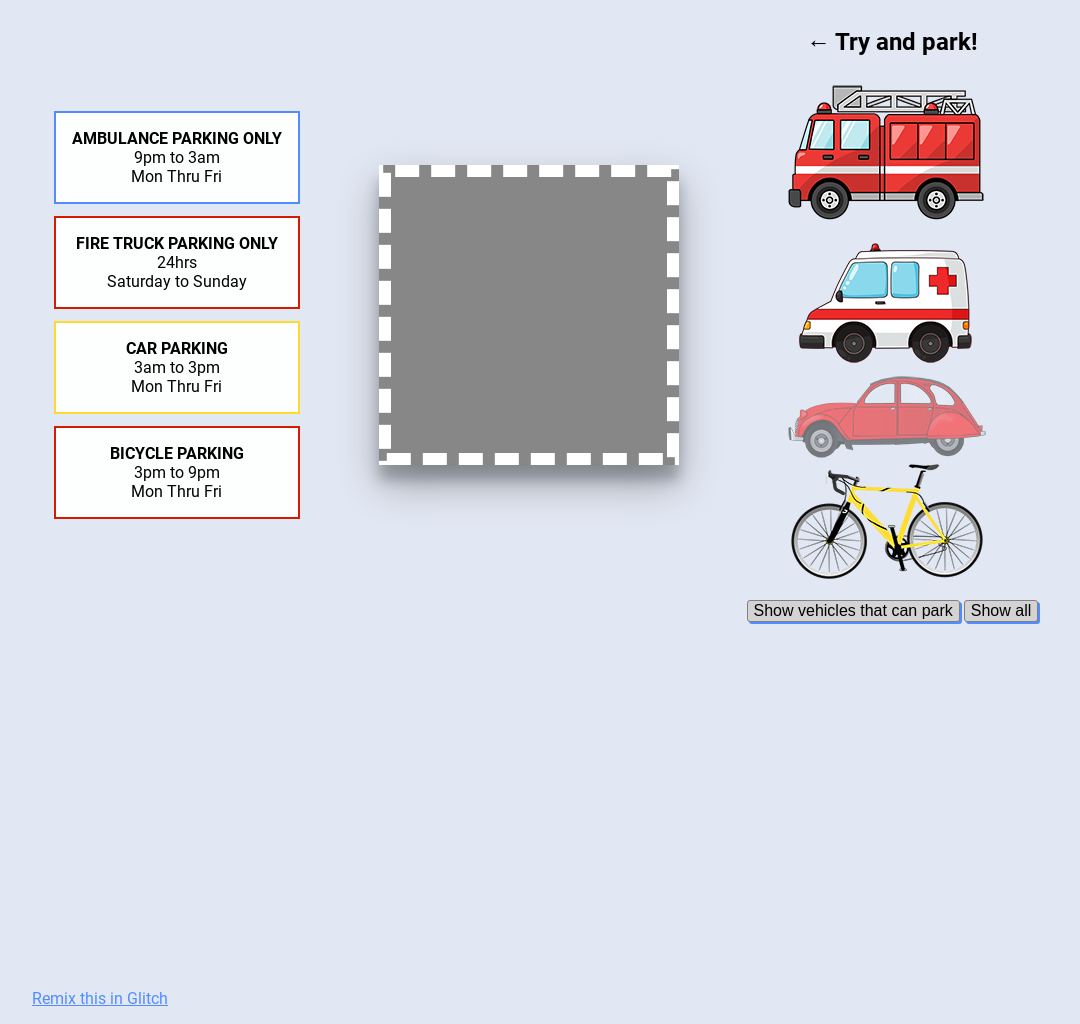 ← Try and park!
AMBULANCE PARKING ONLY
9pm to 3am
Mon Thru Fri
FIRE TRUCK PARKING ONLY
24hrs
Saturday to Sunday
CAR PARKING
3am to 3pm
Mon Thru Fri
BICYCLE PARKING
3pm to 9pm
Mon Thru Fri
Show vehicles that can park
Show all
Remix this in Glitch